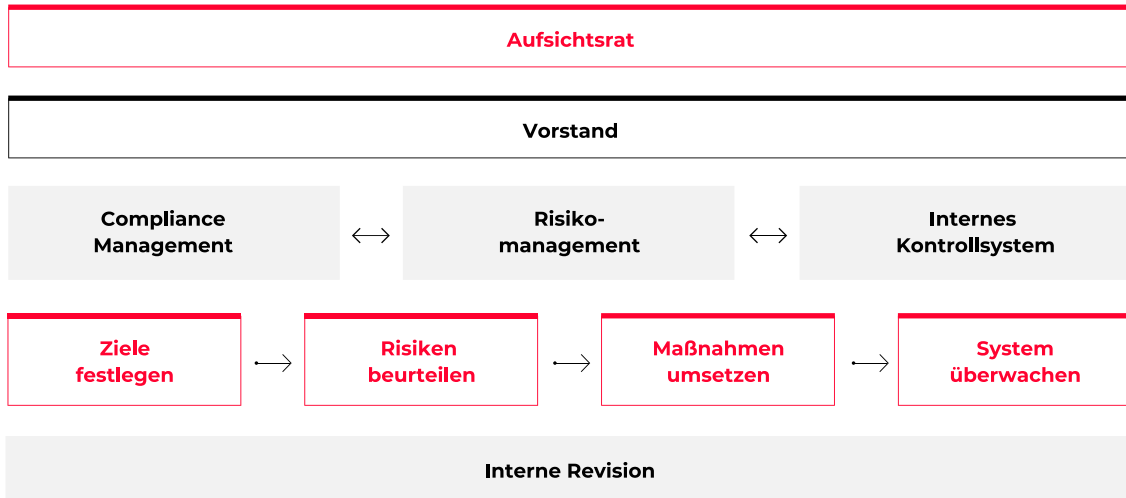 Aufsichtsrat
Vorstand
Compliance
Management
Risiko-
management
Internes
Kontrollsystem
Ziele
festlegen
Risiken
beurteilen
Maßnahmen
umsetzen
System
überwachen
Interne Revision